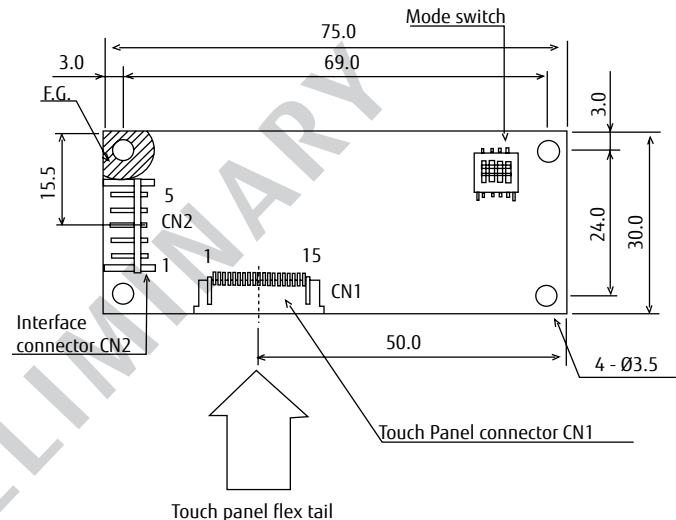 Mode switch
75.0
3.0
69.0
F.G.
3.0
15.5
5
CN2
24.0
30.0
1
1
15
CN1
Interface
connector CN2
50.0
4 - Ø3.5
Touch Panel connector CN1
Touch panel flex tail
ELIMINARY